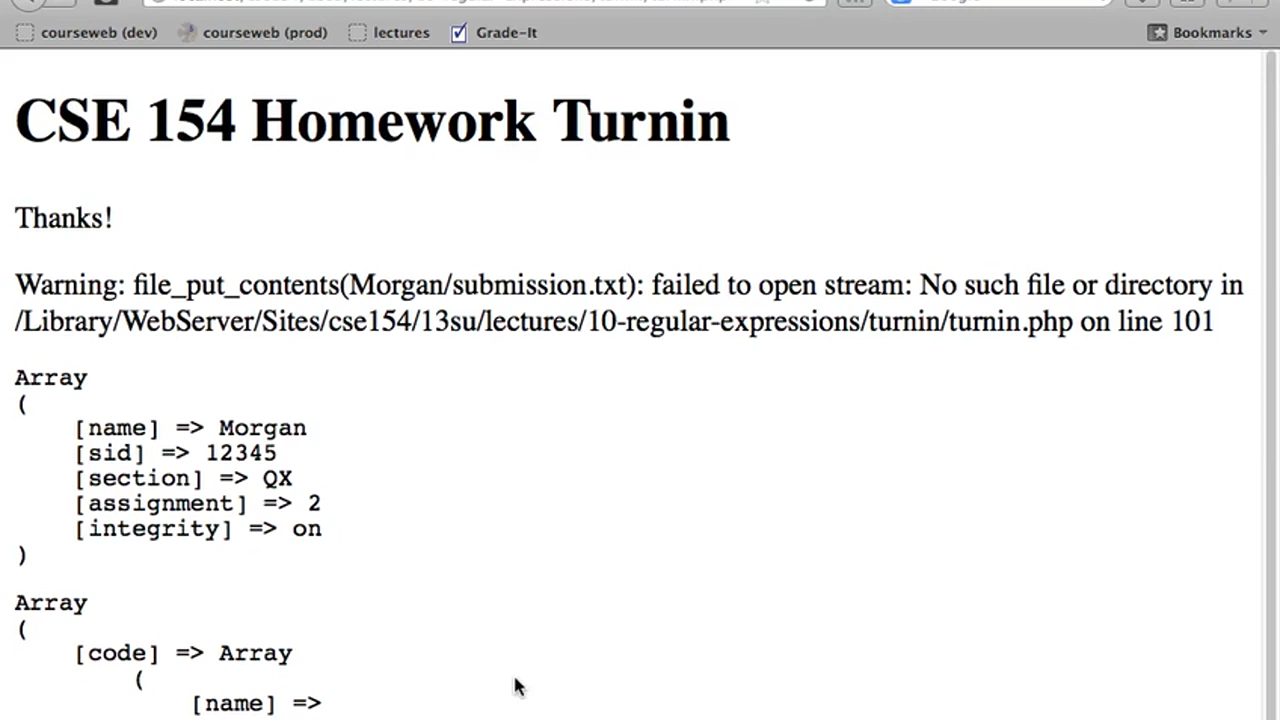 courseweb (dev) courseweb (prod) lectures Grade-It Bookmarks
CSE 154 Homework Turnin
Thanks!
Warning: file_put_contents(Morgan/submission.txt): failed to open stream: No such file or directory in
/Library/WebServer/Sites/cse154/13su/lectures/10-regular-expressions/turnin/turnin.php on line 101
Array
(
[name] => Morgan
[sid] => 12345
[section] => QX
[assignment] => 2
[integrity] => on
)
Array
(
[code] => Array
(
[name] =>